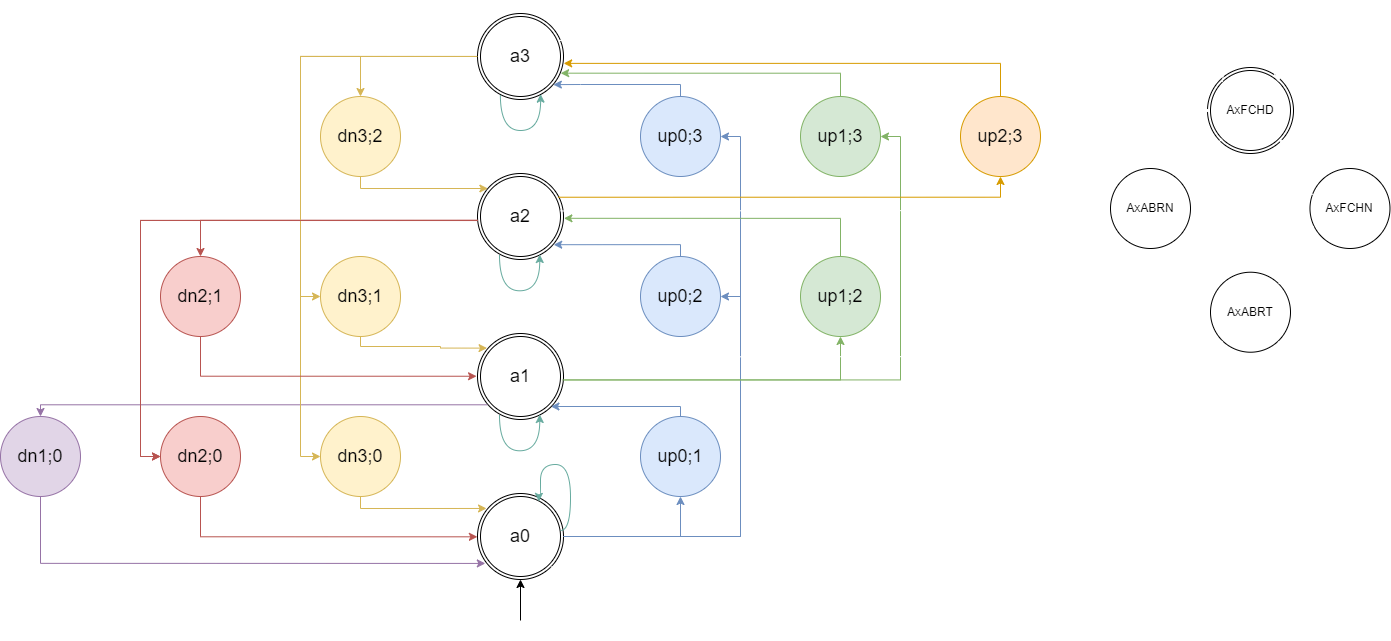 a3
AxFCHD
dn3;2
up0;3
up1;3
up2;3
a2
AxABRN
AxFCHN
dn2;1
dn3;1
up0;2
up1;2
AxABRT
a1
dn1;0
dn2;0
dn3;0
up0;1
a0